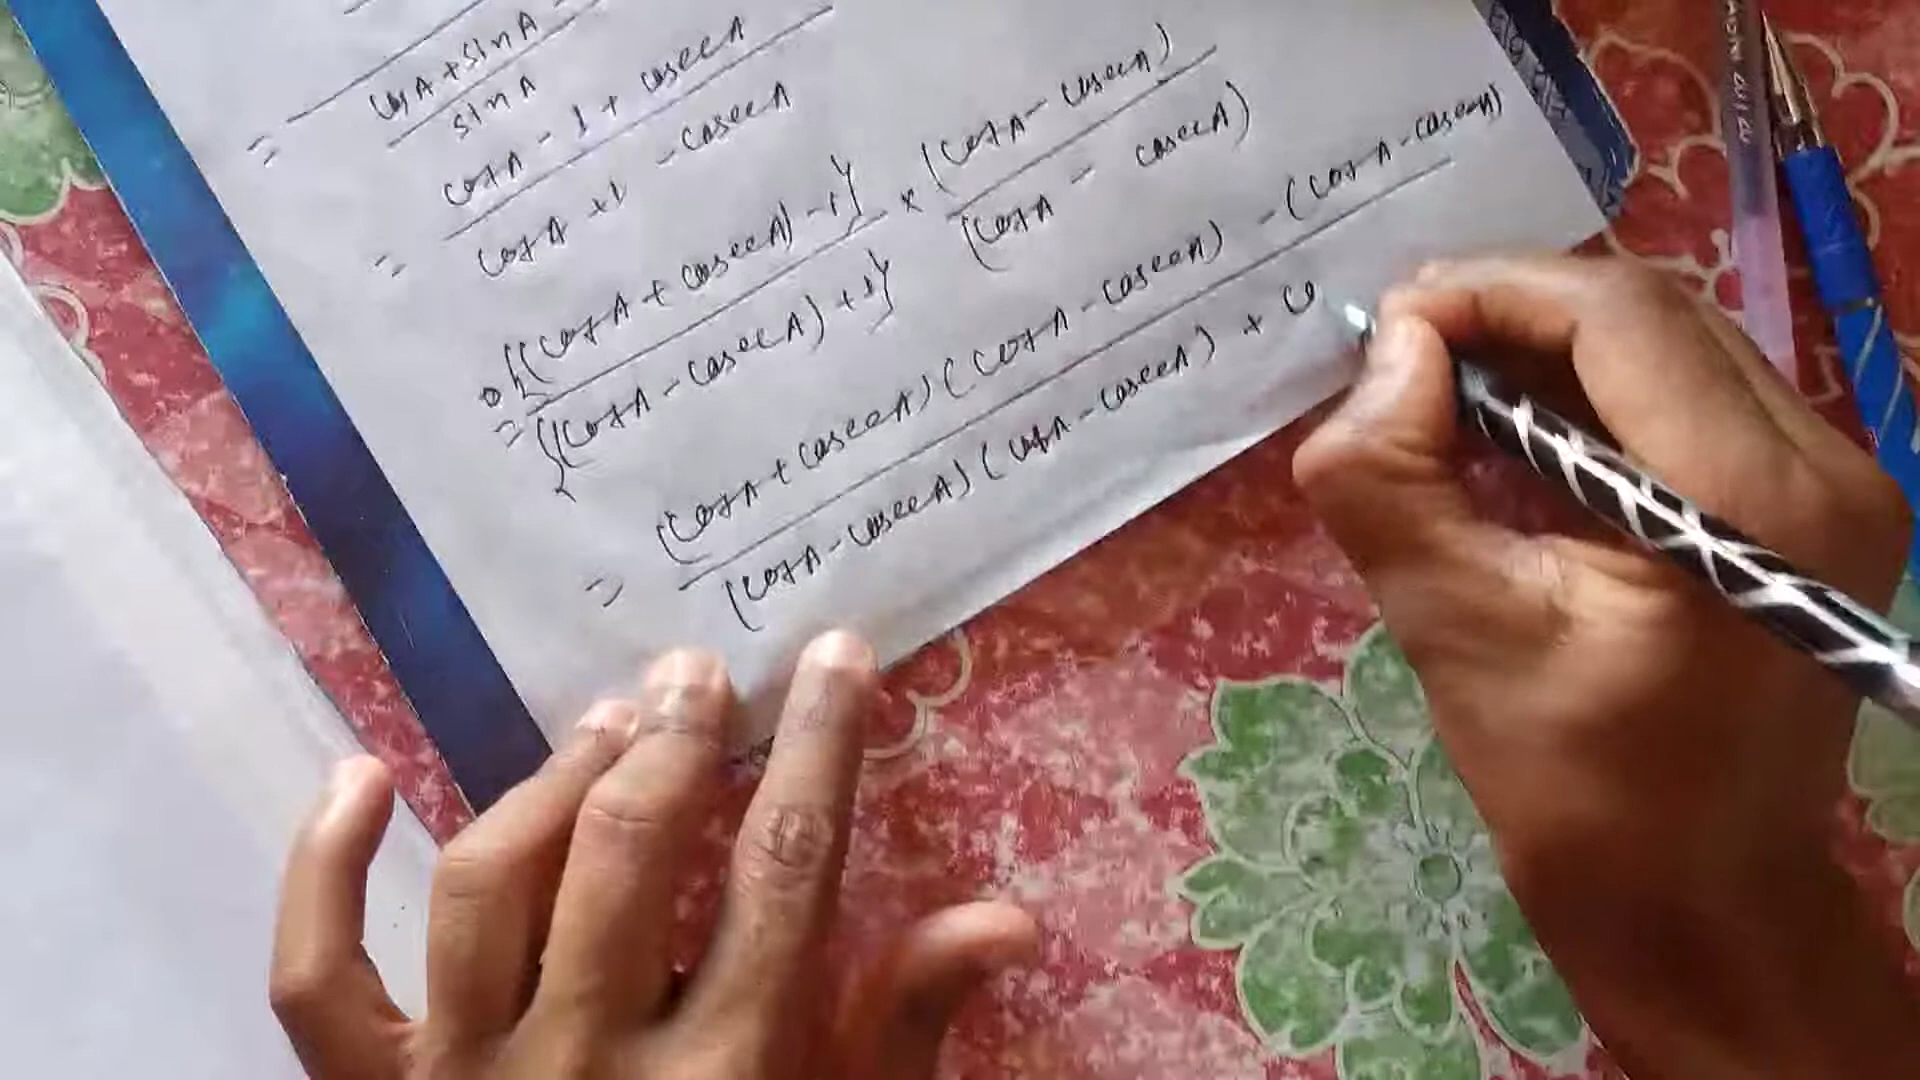 cosA + sinA
sinA
= cotA - 1 + cosecA
cotA + 1 - cosecA
= {(cotA + cosecA) - 1} × (cotA - cosecA)
{(cotA - cosecA) + 1} (cotA - cosecA)
= (cotA + cosecA) (cotA - cosecA) - (cotA - cosecA)
(cotA - cosecA) (cotA - cosecA) + co